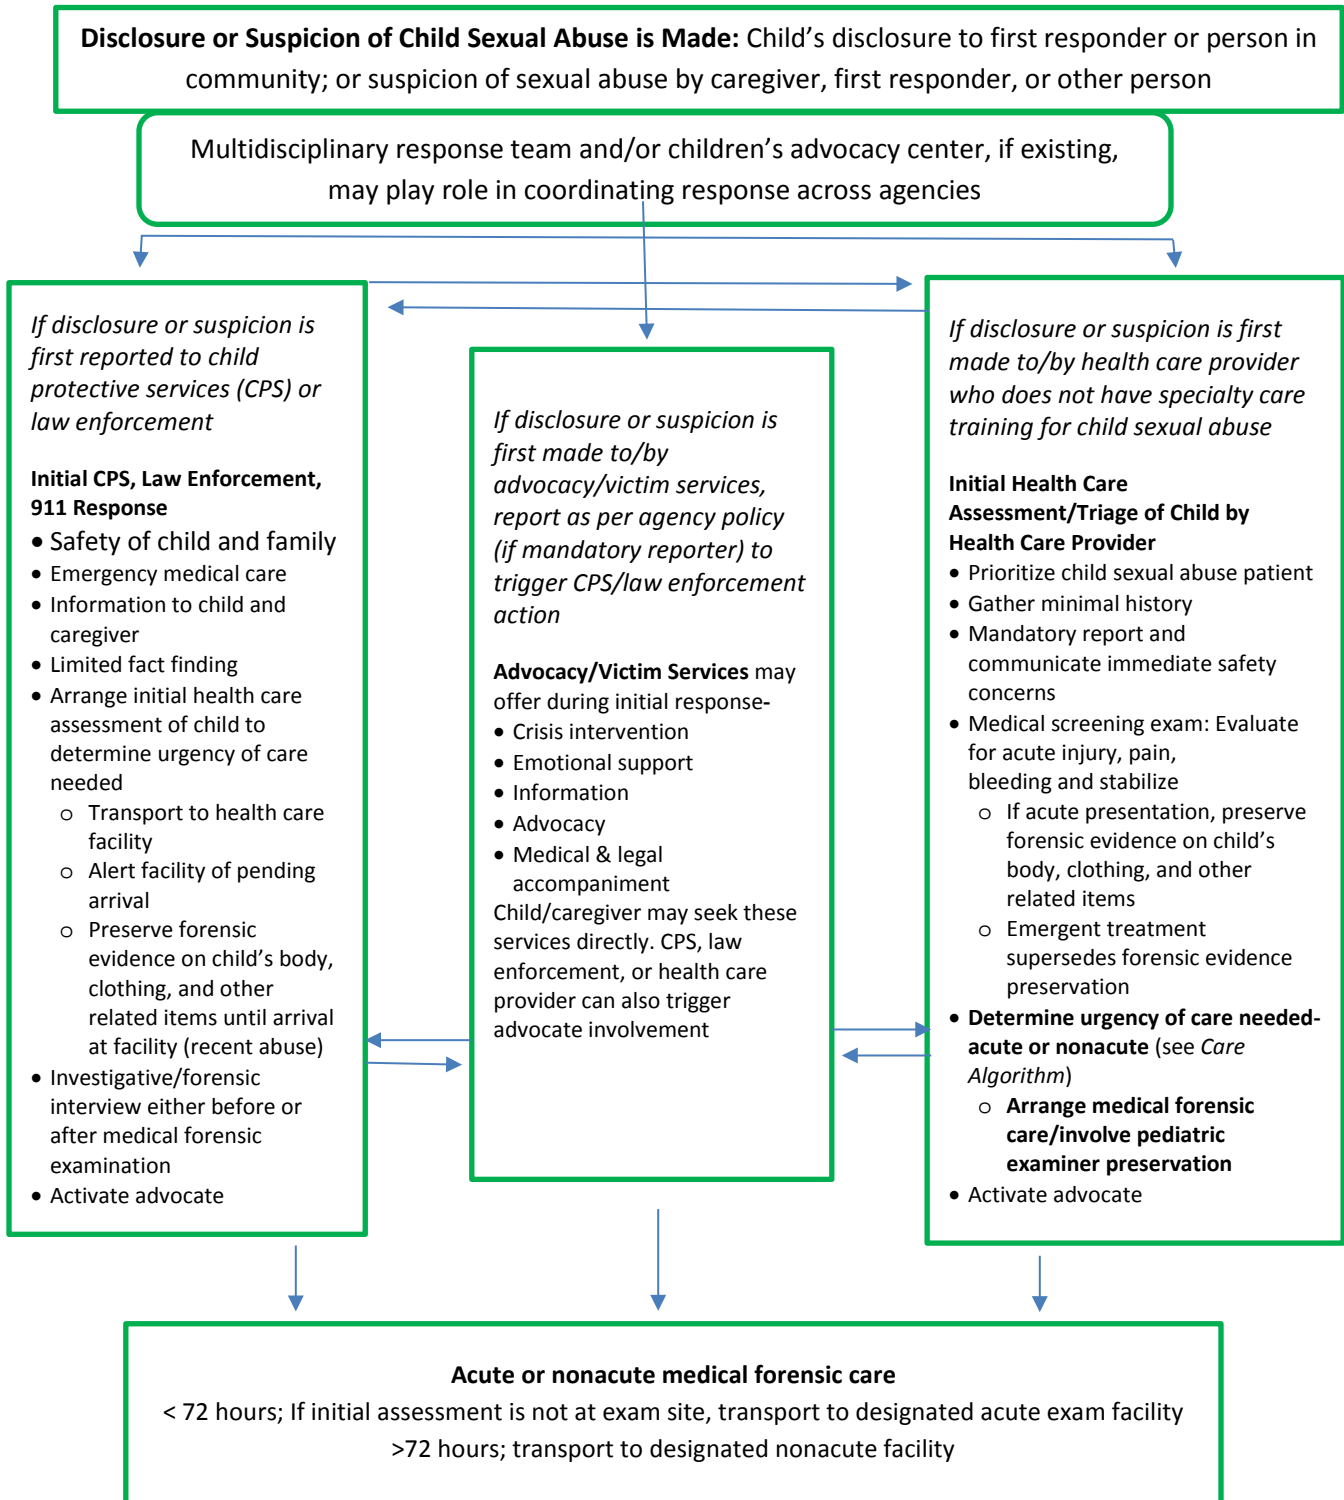 Disclosure or Suspicion of Child Sexual Abuse is Made: Child’s disclosure to first responder or person in
community; or suspicion of sexual abuse by caregiver, first responder, or other person
Multidisciplinary response team and/or children’s advocacy center, if existing,
may play role in coordinating response across agencies
If disclosure or suspicion is
first reported to child
protective services (CPS) or
law enforcement
Initial CPS, Law Enforcement,
911 Response
• Safety of child and family
• Emergency medical care
• Information to child and
caregiver
• Limited fact finding
• Arrange initial health care
assessment of child to
determine urgency of care
needed
o Transport to health care
facility
o Alert facility of pending
arrival
o Preserve forensic
evidence on child’s body,
clothing, and other
related items until arrival
at facility (recent abuse)
• Investigative/forensic
interview either before or
after medical forensic
examination
• Activate advocate
If disclosure or suspicion is
first made to/by
advocacy/victim services,
report as per agency policy
(if mandatory reporter) to
trigger CPS/law enforcement
action
Advocacy/Victim Services may
offer during initial response-
• Crisis intervention
• Emotional support
• Information
• Advocacy
• Medical & legal
accompaniment
Child/caregiver may seek these
services directly. CPS, law
enforcement, or health care
provider can also trigger
advocate involvement
If disclosure or suspicion is first
made to/by health care provider
who does not have specialty care
training for child sexual abuse
Initial Health Care
Assessment/Triage of Child by
Health Care Provider
• Prioritize child sexual abuse patient
• Gather minimal history
• Mandatory report and
communicate immediate safety
concerns
• Medical screening exam: Evaluate
for acute injury, pain,
bleeding and stabilize
o If acute presentation, preserve
forensic evidence on child’s
body, clothing, and other
related items
o Emergent treatment
supersedes forensic evidence
preservation
• Determine urgency of care needed-
acute or nonacute (see Care
Algorithm)
o Arrange medical forensic
care/involve pediatric
examiner preservation
• Activate advocate
Acute or nonacute medical forensic care
< 72 hours; If initial assessment is not at exam site, transport to designated acute exam facility
>72 hours; transport to designated nonacute facility